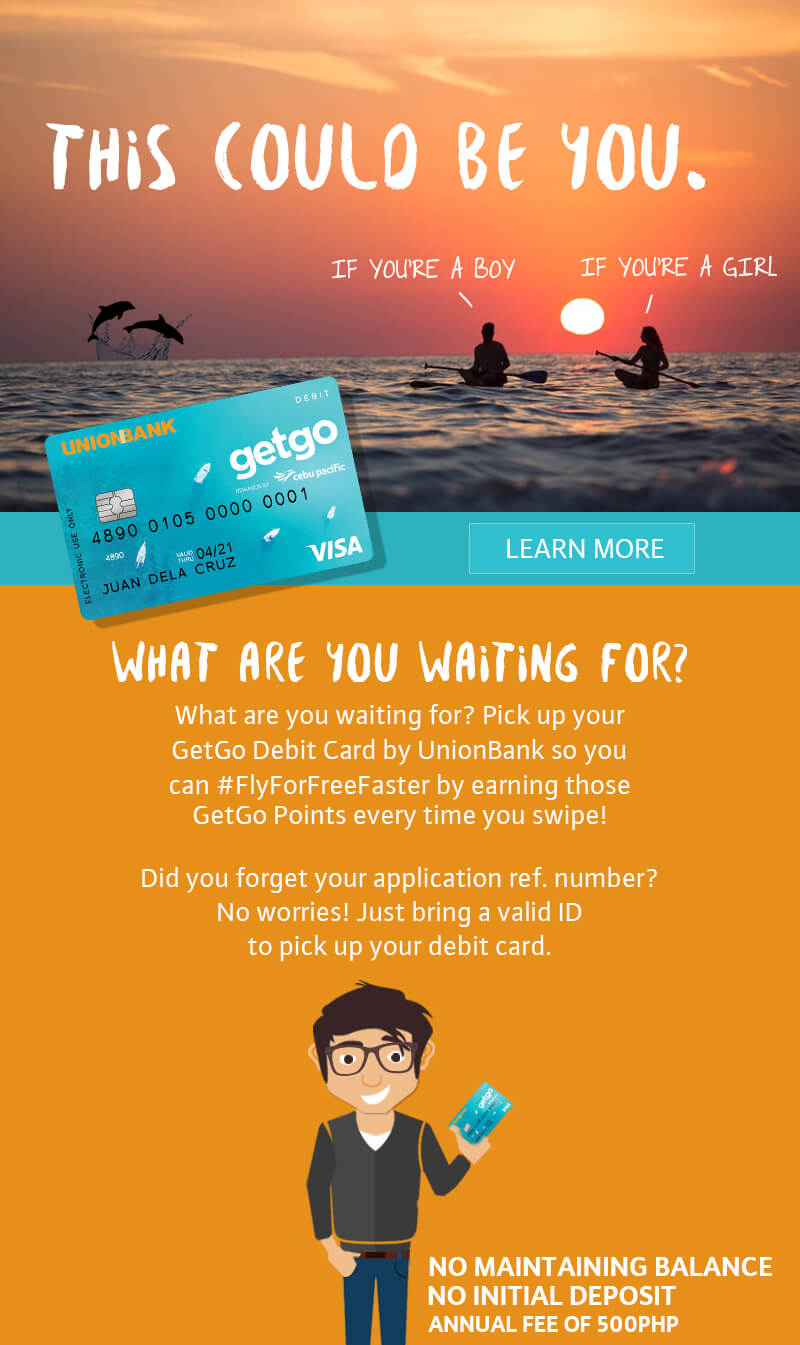 THIS COULD BE YOU.
IF YOU'RE A BOY
IF YOU'RE A GIRL
DEBIT
UNIONBANK
getgo
REWARDS BY cebu pacific
ELECTRONIC USE ONLY
4890 0105 0000 0001
4890
VALID THRU 04/21
JUAN DELA CRUZ
VISA
LEARN MORE
WHAT ARE YOU WAITING FOR?
What are you waiting for? Pick up your
GetGo Debit Card by UnionBank so you
can #FlyForFreeFaster by earning those
GetGo Points every time you swipe!
Did you forget your application ref. number?
No worries! Just bring a valid ID
to pick up your debit card.
getgo
VISA
NO MAINTAINING BALANCE
NO INITIAL DEPOSIT
ANNUAL FEE OF 500PHP